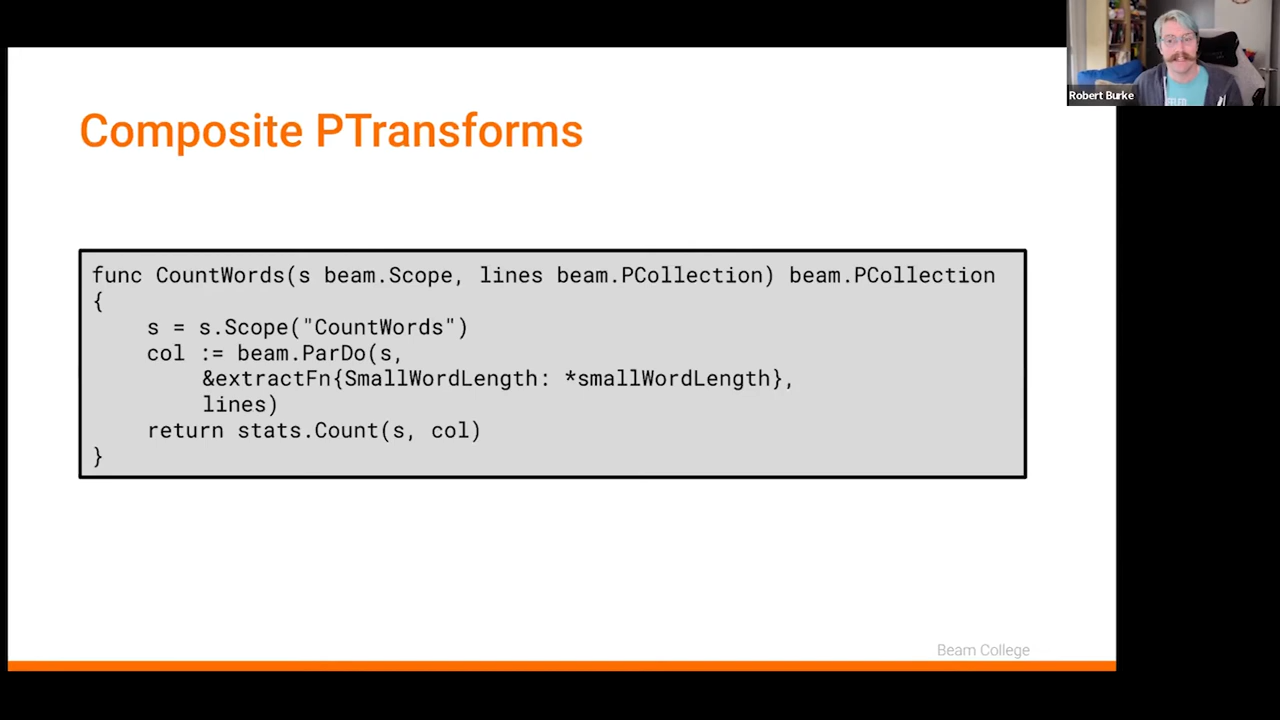 Robert Burke
Composite PTransforms
func CountWords(s beam.Scope, lines beam.PCollection) beam.PCollection
{
    s = s.Scope("CountWords")
    col := beam.ParDo(s,
        &extractFn{SmallWordLength: *smallWordLength},
        lines)
    return stats.Count(s, col)
}
Beam College